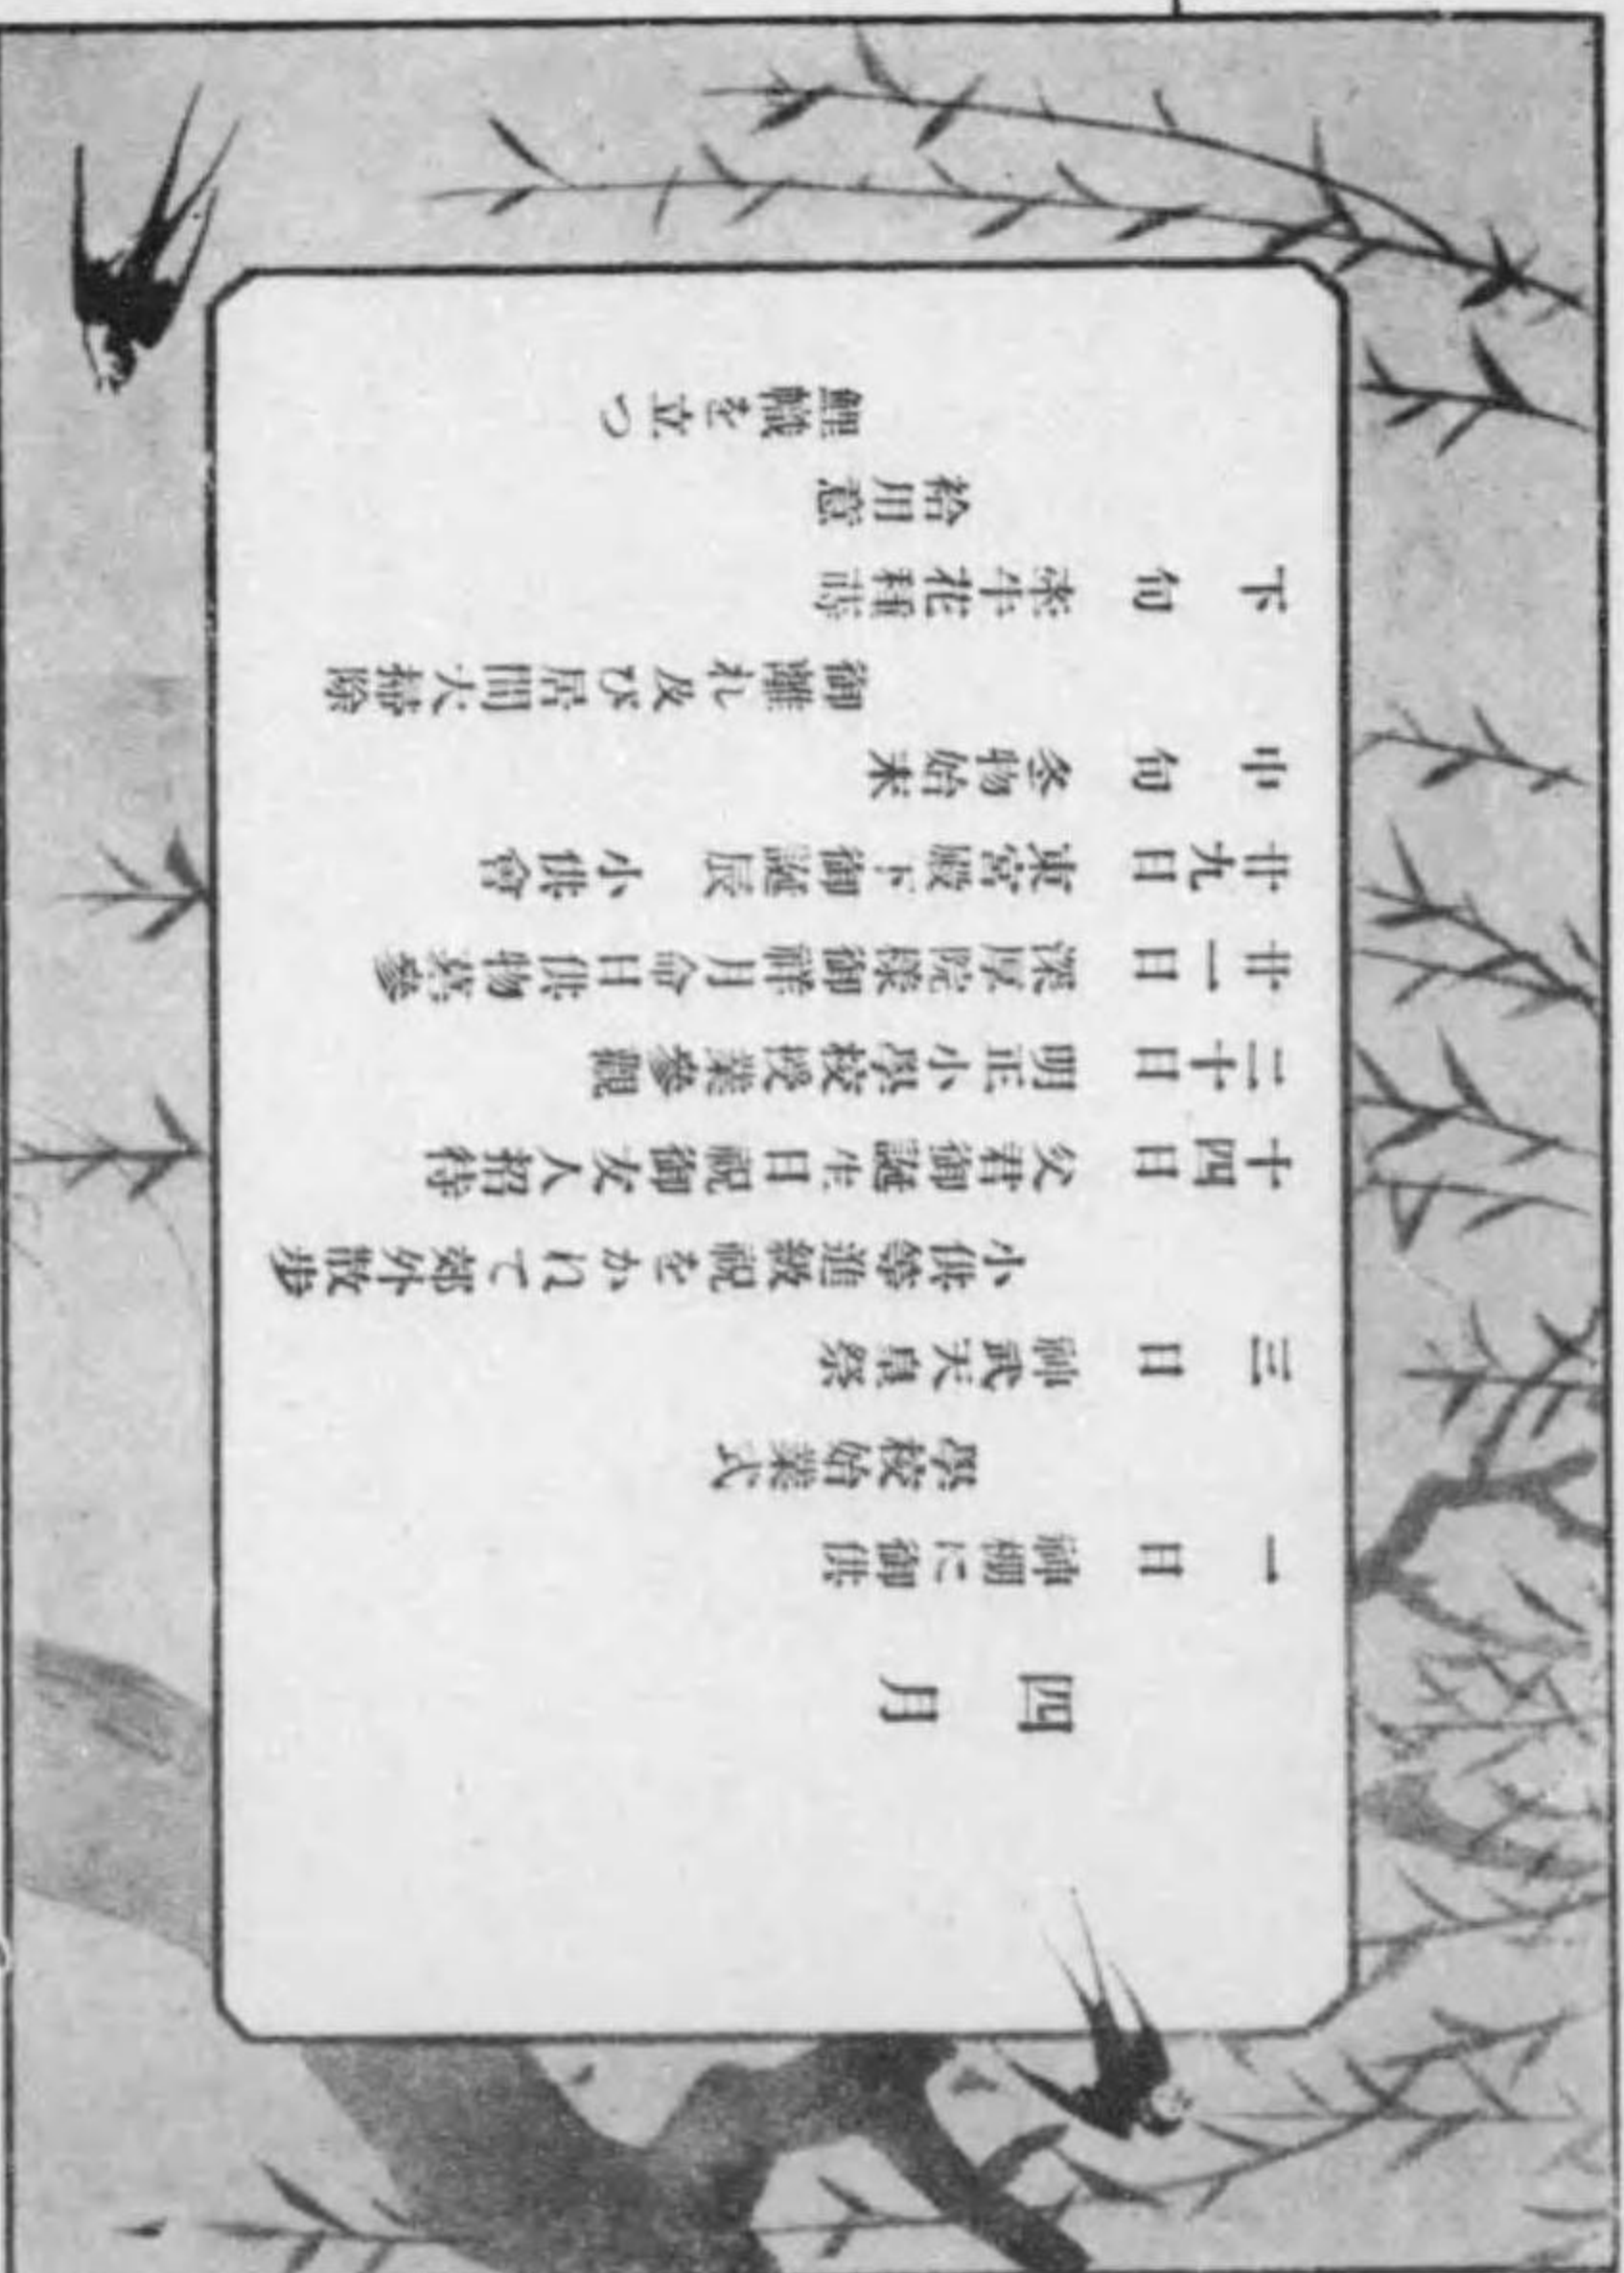 四月
一日 神棚に御供
學校始業式
三日 神武天皇祭
小供等進級祝をかねて郊外散歩
十四日 父君御誕生日祝御友人招待
二十日 明正小學校授業參觀
廿一日 深厚院樣御祥月命日供物墓參
廿九日 東宮殿下御誕辰 小供會
中旬 冬物始末
御離れ及び居間大掃除
下旬 牽牛花種蒔
袷用意
鯉幟を立つ